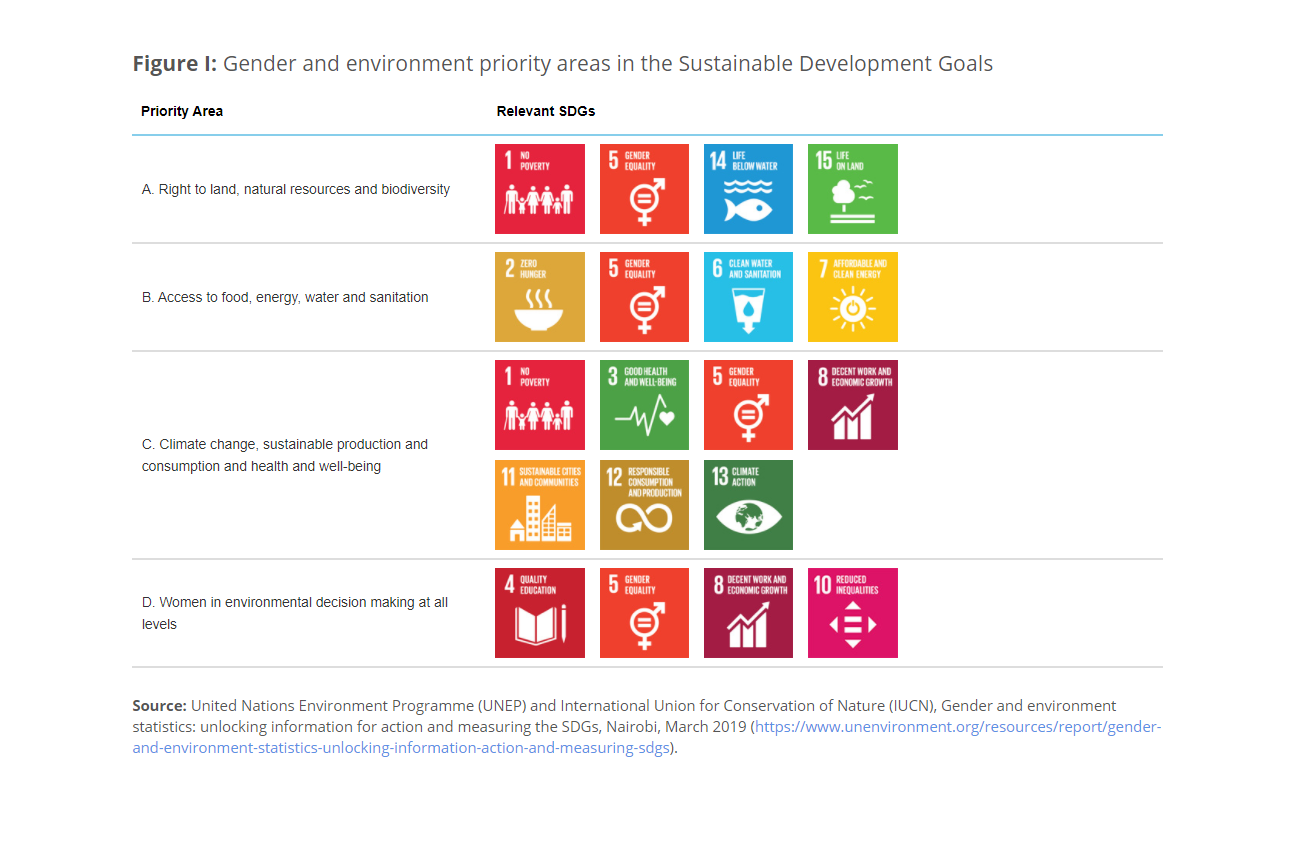 Figure I: Gender and environment priority areas in the Sustainable Development Goals
Priority Area
Relevant SDGs
A. Right to land, natural resources and biodiversity
1 NO
POVERTY
5 GENDER
EQUALITY
14 LIFE
BELOW WATER
15 LIFE
ON LAND
B. Access to food, energy, water and sanitation
2 ZERO
HUNGER
5 GENDER
EQUALITY
6 CLEAN WATER
AND SANITATION
7 AFFORDABLE AND
CLEAN ENERGY
C. Climate change, sustainable production and
consumption and health and well-being
1 NO
POVERTY
3 GOOD HEALTH
AND WELL-BEING
5 GENDER
EQUALITY
8 DECENT WORK AND
ECONOMIC GROWTH
11 SUSTAINABLE CITIES
AND COMMUNITIES
12 RESPONSIBLE
CONSUMPTION
AND PRODUCTION
13 CLIMATE
ACTION
D. Women in environmental decision making at all
levels
4 QUALITY
EDUCATION
5 GENDER
EQUALITY
8 DECENT WORK AND
ECONOMIC GROWTH
10 REDUCED
INEQUALITIES
Source: United Nations Environment Programme (UNEP) and International Union for Conservation of Nature (IUCN), Gender and environment
statistics: unlocking information for action and measuring the SDGs, Nairobi, March 2019 (https://www.unenvironment.org/resources/report/gender-
and-environment-statistics-unlocking-information-action-and-measuring-sdgs).